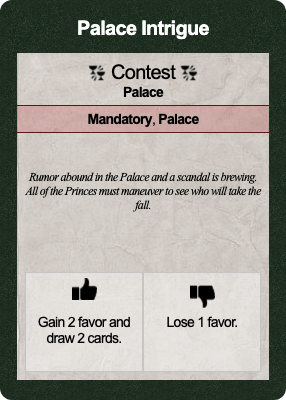 Palace Intrigue
Contest
Palace
Mandatory, Palace
Rumor abound in the Palace and a scandal is brewing.
All of the Princes must maneuver to see who will take the
fall.
Gain 2 favor and
draw 2 cards.
Lose 1 favor.